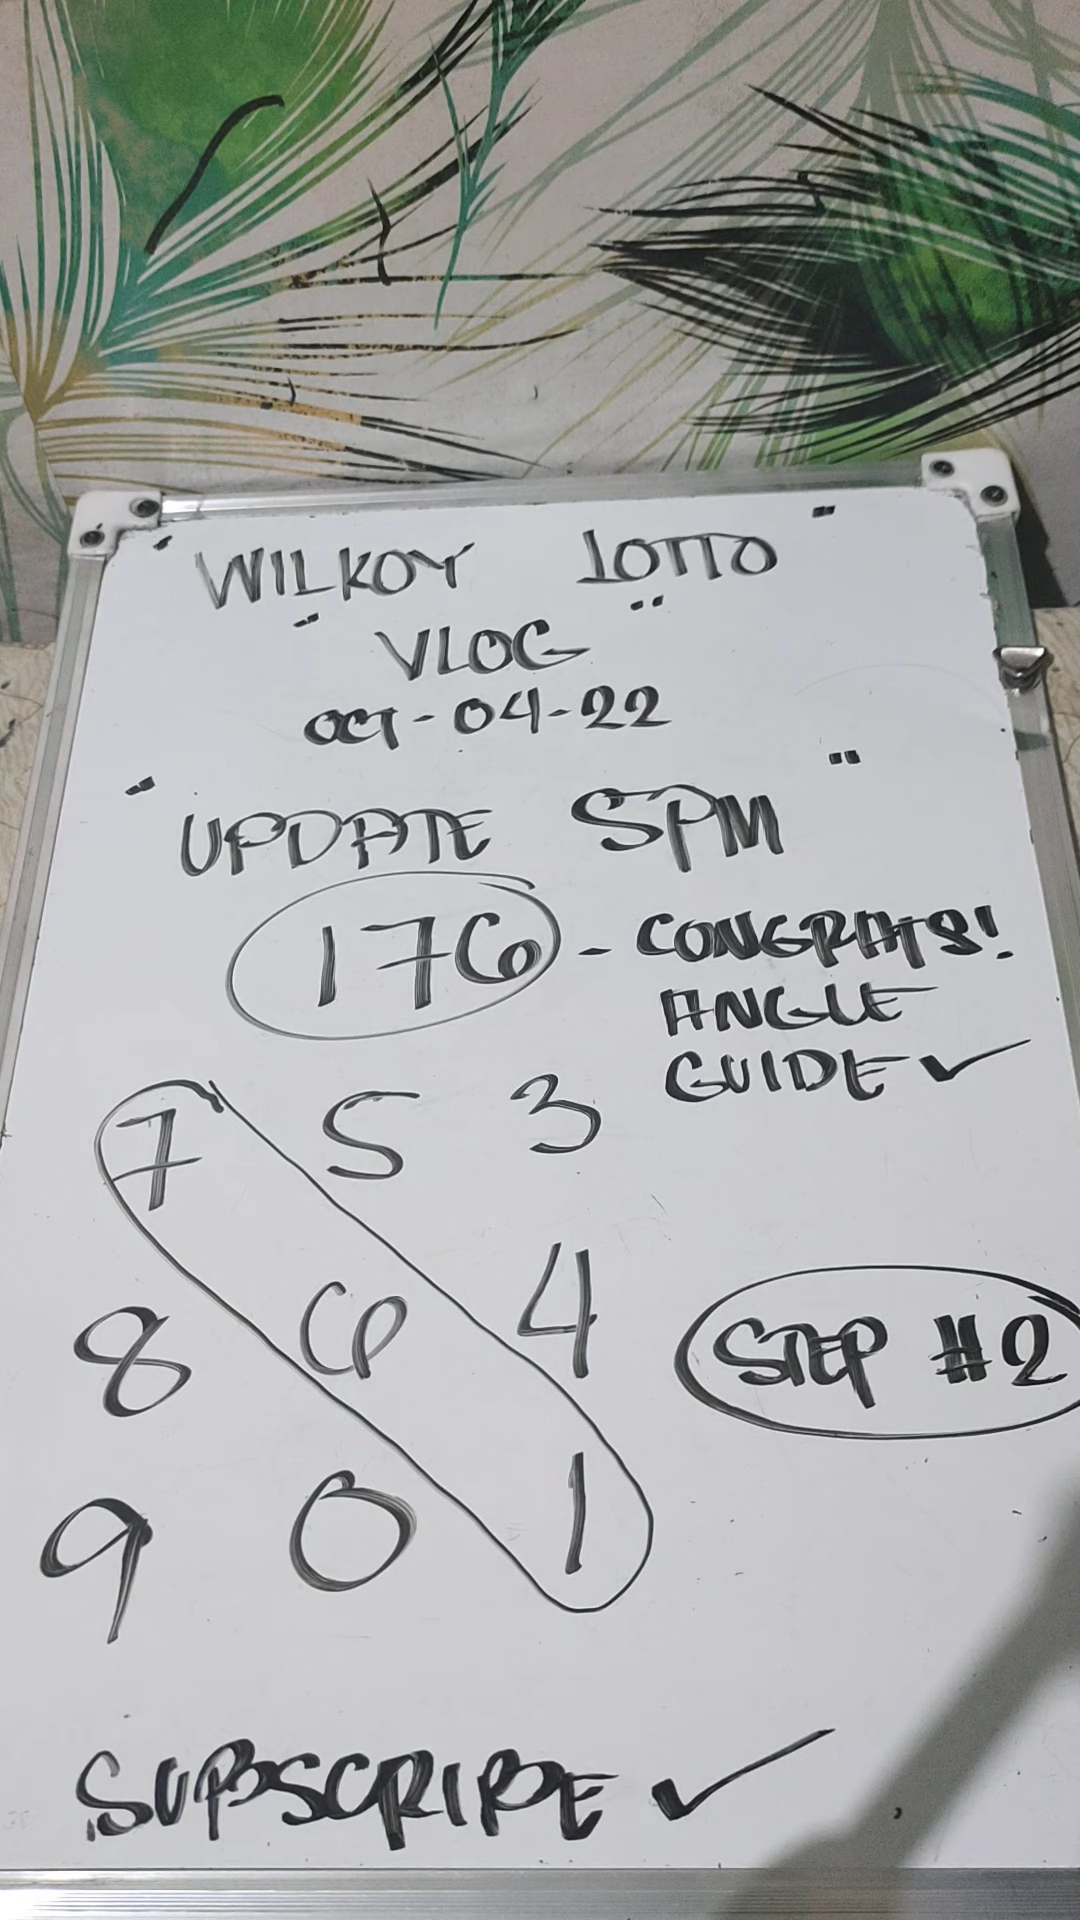 "WILKOY LOTTO"
"VLOG"
OCT-04-22
"UPDATE 5PM"
176 - CONGRATS!
ANGLE
GUIDE ✓
7 5 3
8 6 4
STEP #2
9 0 1
SUBSCRIBE ✓